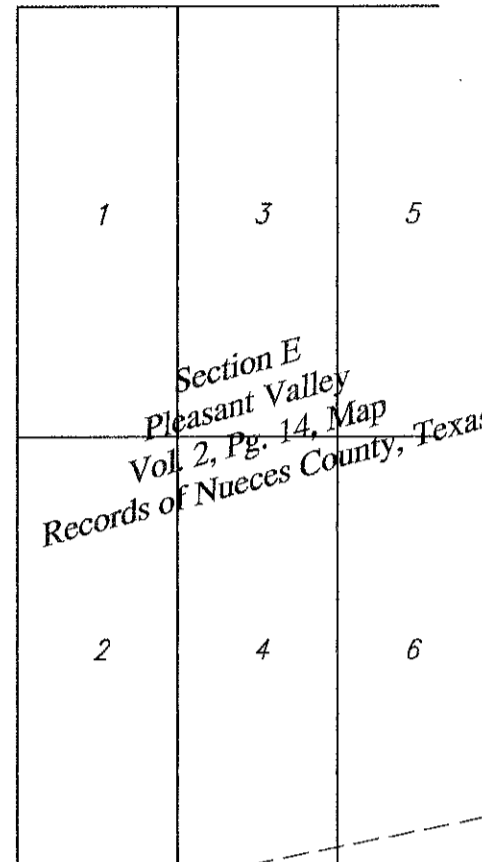 1 3 5
Section E
Pleasant Valley
Vol. 2, Pg. 14, Map
Records of Nueces County, Texas
2 4 6